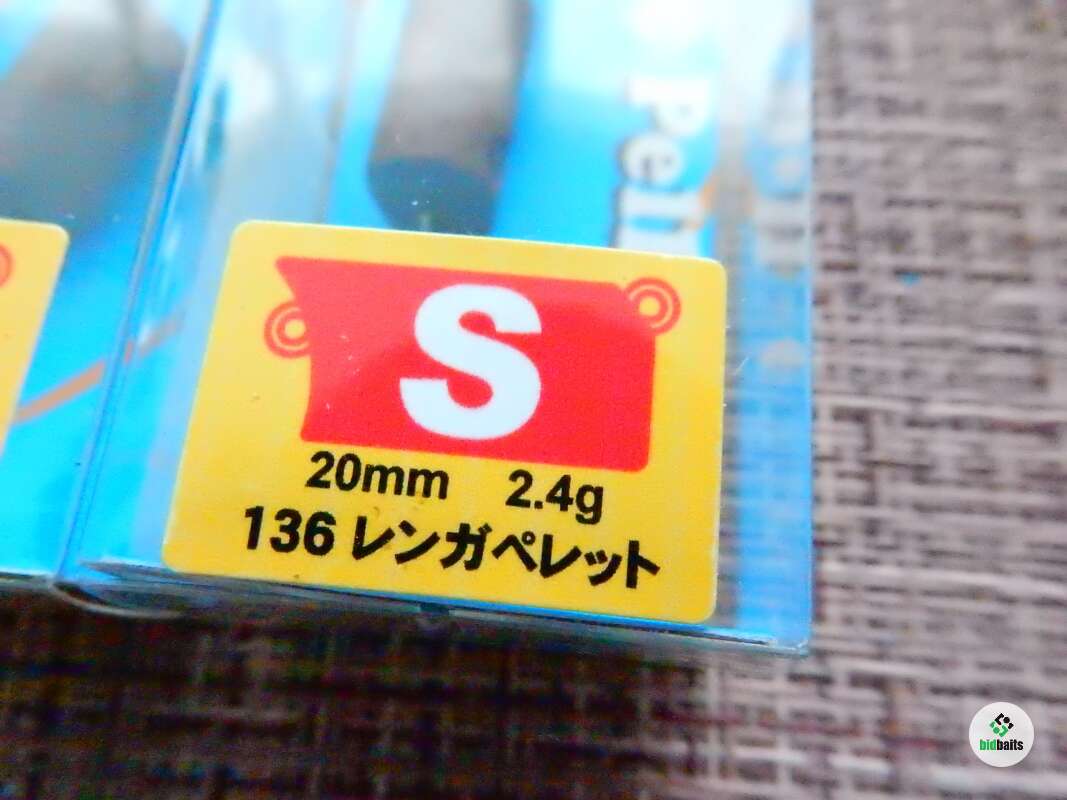 S
20mm 2.4g
136 レンガペレット
bidbaits